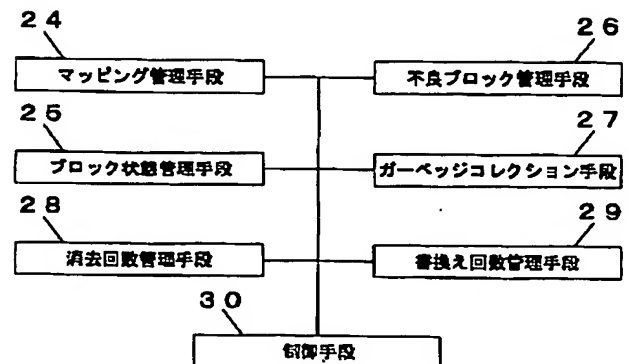 24
26
マッピング管理手段
不良ブロック管理手段
25
27
ブロック状態管理手段
ガーベッジコレクション手段
28
29
消去回数管理手段
書換え回数管理手段
30
制御手段